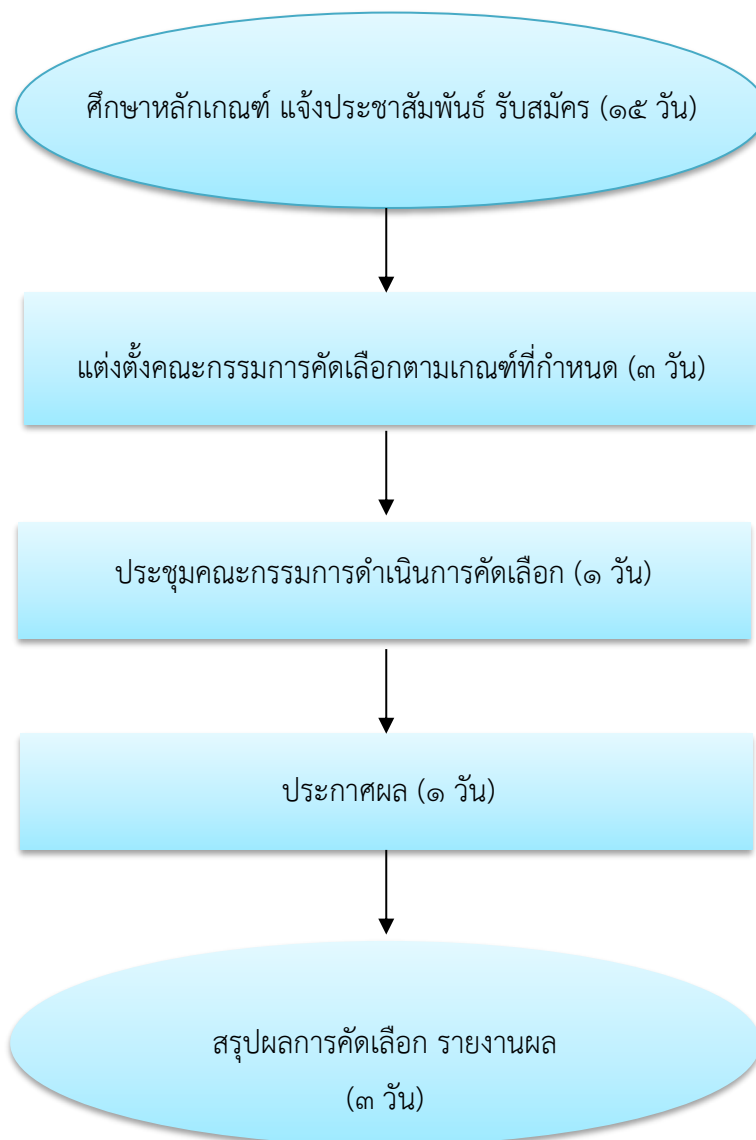 ศึกษาหลักเกณฑ์ แจ้งประชาสัมพันธ์ รับสมัคร (๑๕ วัน)
แต่งตั้งคณะกรรมการคัดเลือกตามเกณฑ์ที่กำหนด (๓ วัน)
ประชุมคณะกรรมการดำเนินการคัดเลือก (๑ วัน)
ประกาศผล (๑ วัน)
สรุปผลการคัดเลือก รายงานผล
(๓ วัน)